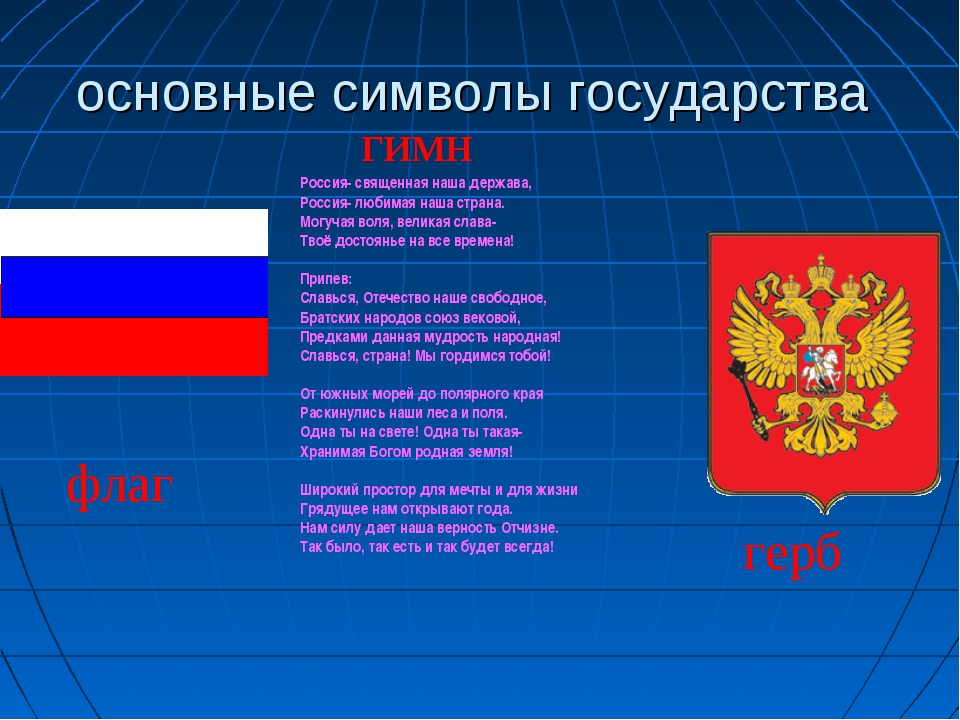 основные символы государства
ГИМН
Россия- священная наша держава,
Россия- любимая наша страна.
Могучая воля, великая слава-
Твоё достоянье на все времена!
Припев:
Славься, Отечество наше свободное,
Братских народов союз вековой,
Предками данная мудрость народная!
Славься, страна! Мы гордимся тобой!
От южных морей до полярного края
Раскинулись наши леса и поля.
Одна ты на свете! Одна ты такая-
Хранимая Богом родная земля!
Широкий простор для мечты и для жизни
Грядущее нам открывают года.
Нам силу дает наша верность Отчизне.
Так было, так есть и так будет всегда!
флаг
герб